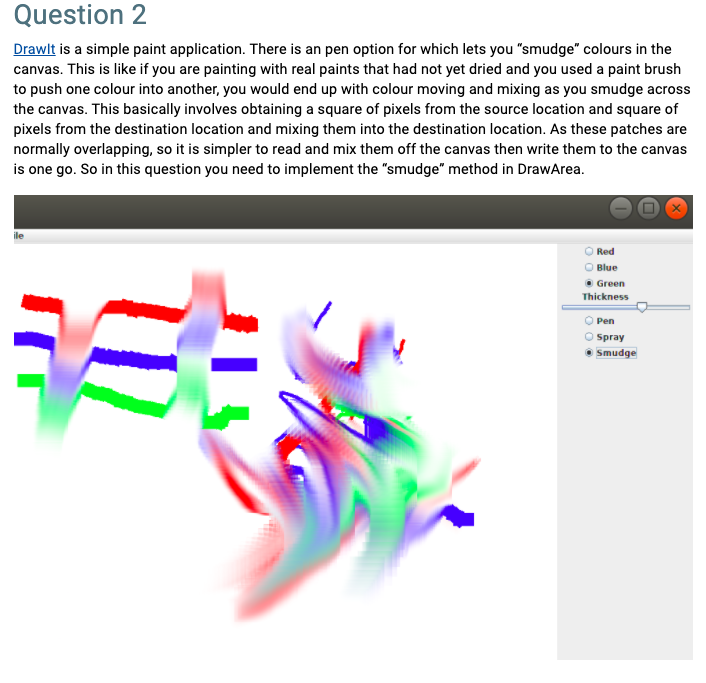 Question 2
DrawIt is a simple paint application. There is an pen option for which lets you “smudge” colours in the
canvas. This is like if you are painting with real paints that had not yet dried and you used a paint brush
to push one colour into another, you would end up with colour moving and mixing as you smudge across
the canvas. This basically involves obtaining a square of pixels from the source location and square of
pixels from the destination location and mixing them into the destination location. As these patches are
normally overlapping, so it is simpler to read and mix them off the canvas then write them to the canvas
is one go. So in this question you need to implement the “smudge” method in DrawArea.
ile
Red
Blue
Green
Thickness
Pen
Spray
Smudge